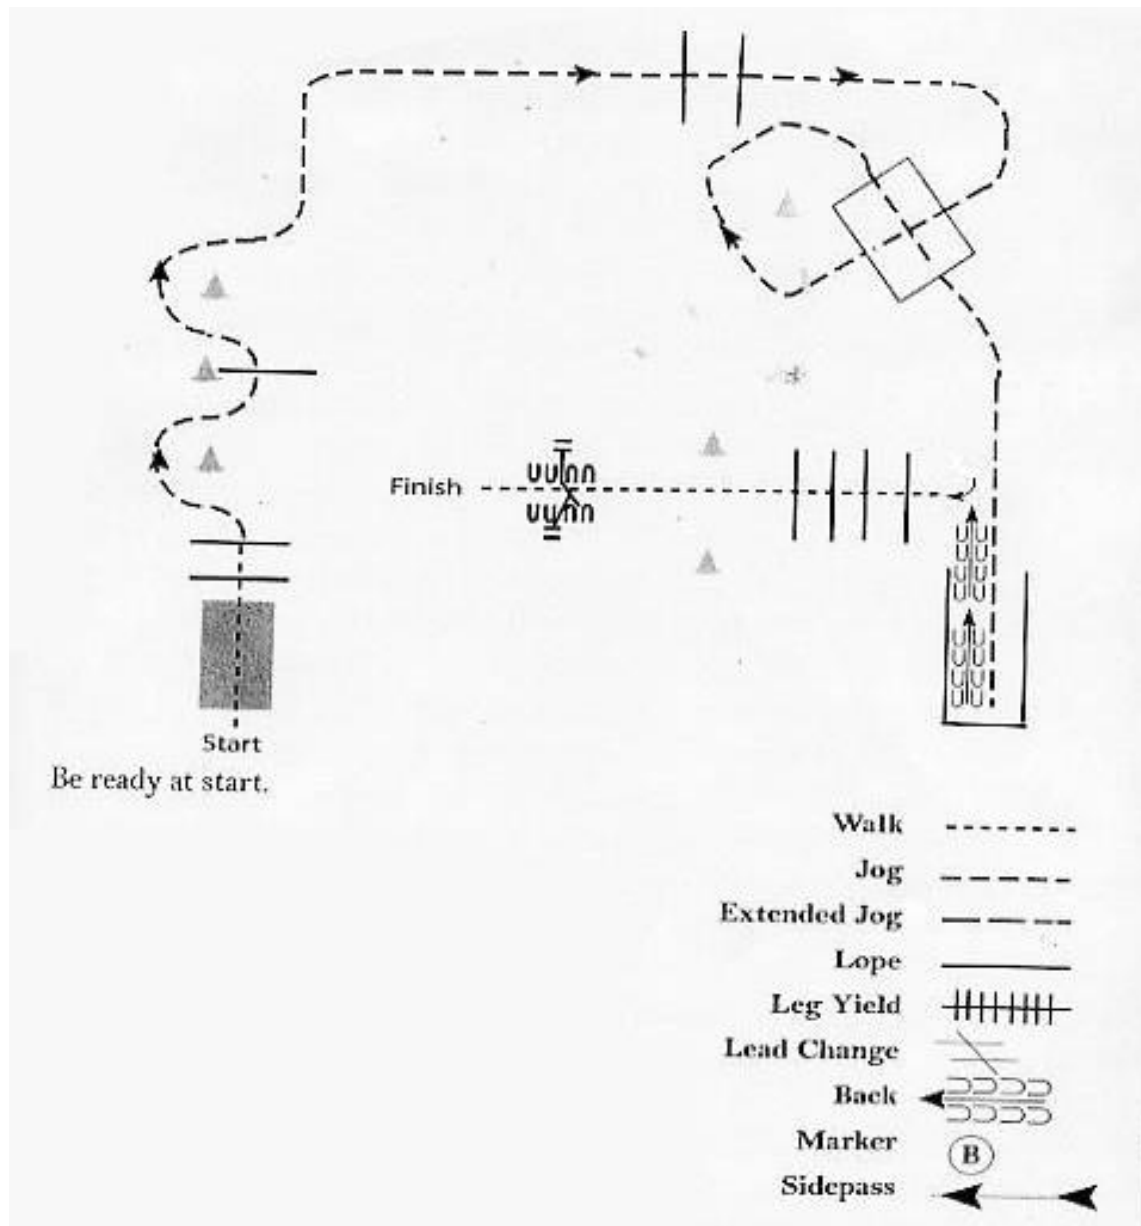 Finish
Start
Be ready at start.
Walk
Jog
Extended Jog
Lope
Leg Yield
Lead Change
Back
Marker
B
Sidepass